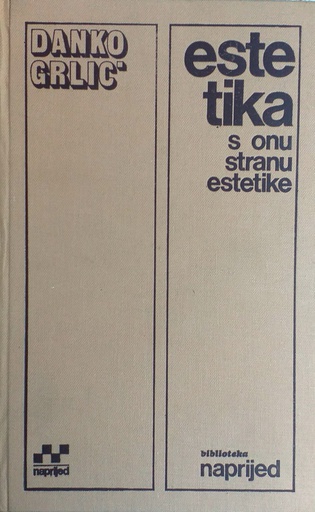 DANKO
GRLIĆ
este
tika
s onu
stranu
estetike
naprijed
biblioteka
naprijed